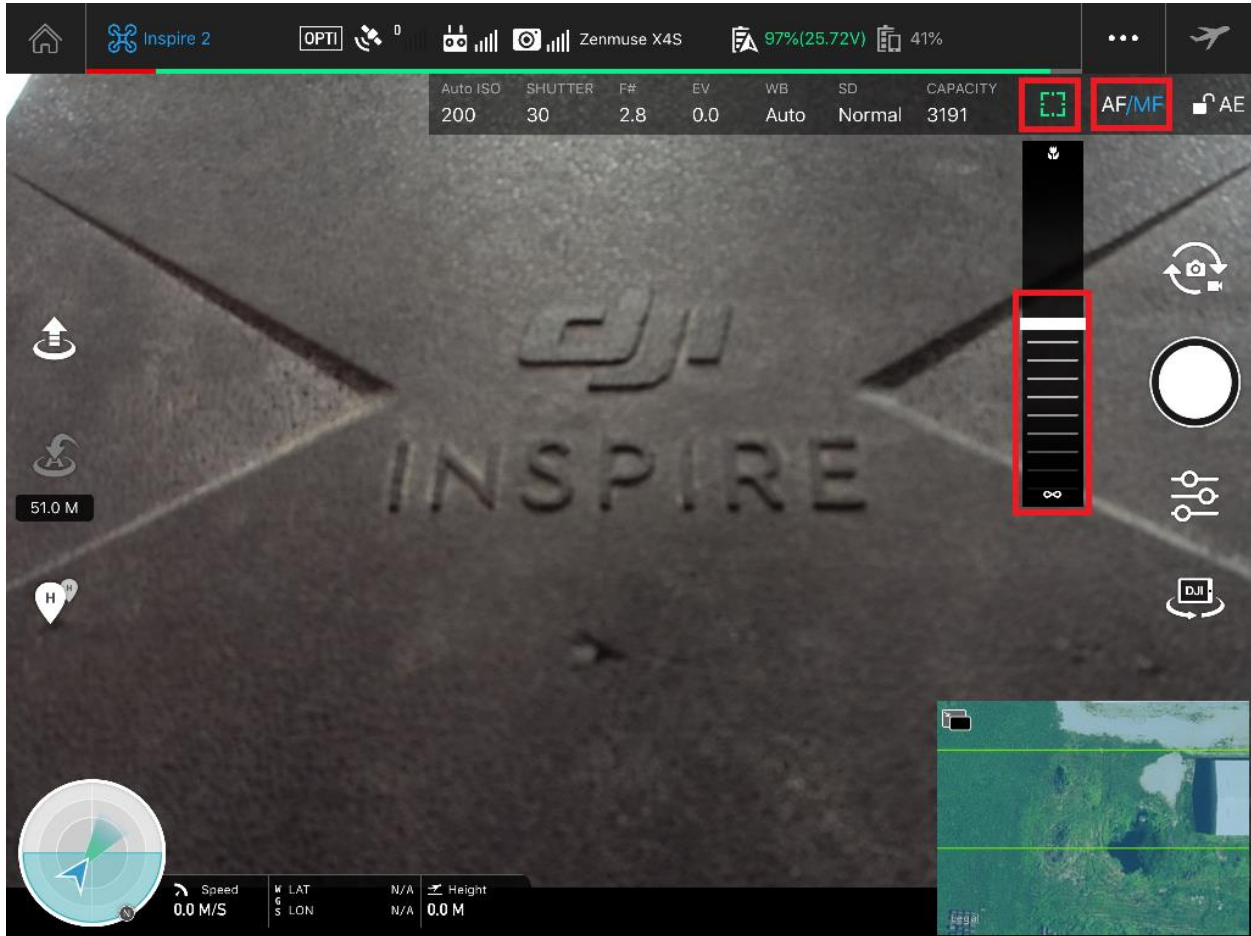 Inspire 2 OPTI D Zenmuse X4S 97%(25.72V) 41% •••
Auto ISO SHUTTER F# EV WB SD CAPACITY
200 30 2.8 0.0 Auto Normal 3191 AF/MF AE
dji
INSPIRE
∞
51.0 M
H H
DJI
Legal
N
Speed W G S LAT N/A Height
0.0 M/S LON N/A 0.0 M